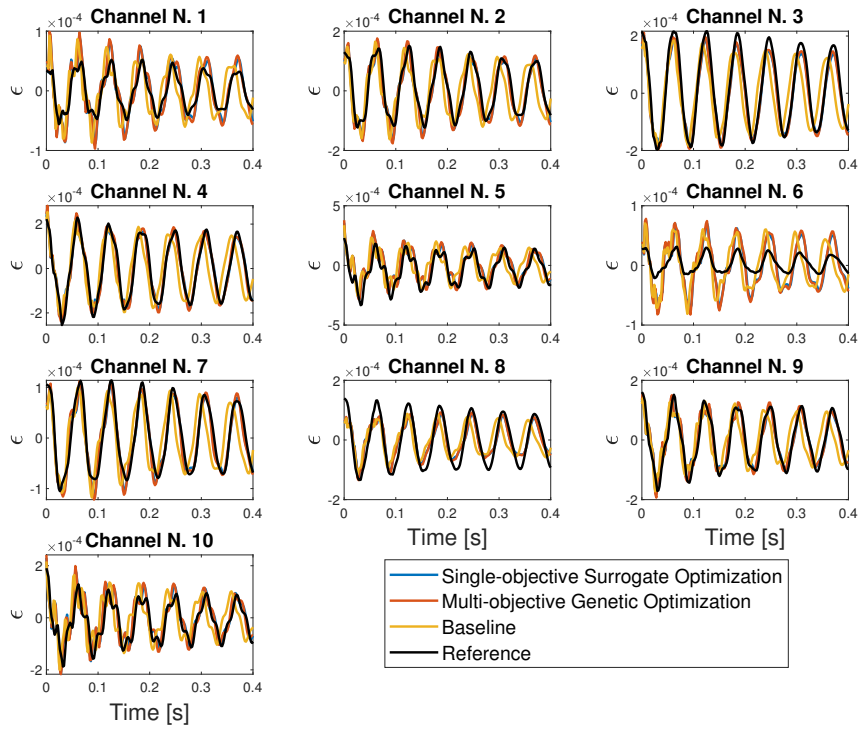 Channel N. 1
×10-4
1
0
-1
ϵ
0 0.1 0.2 0.3 0.4
Channel N. 2
×10-4
2
0
-2
ϵ
0 0.1 0.2 0.3 0.4
Channel N. 3
×10-4
2
0
-2
ϵ
0 0.1 0.2 0.3 0.4
Channel N. 4
×10-4
2
0
-2
ϵ
0 0.1 0.2 0.3 0.4
Channel N. 5
×10-4
5
0
-5
ϵ
0 0.1 0.2 0.3 0.4
Channel N. 6
×10-4
1
0
-1
ϵ
0 0.1 0.2 0.3 0.4
Channel N. 7
×10-4
1
0
-1
ϵ
0 0.1 0.2 0.3 0.4
Channel N. 8
×10-4
2
0
-2
ϵ
0 0.1 0.2 0.3 0.4
Time [s]
Channel N. 9
×10-4
2
0
-2
ϵ
0 0.1 0.2 0.3 0.4
Time [s]
Channel N. 10
×10-4
2
0
-2
ϵ
0 0.1 0.2 0.3 0.4
Time [s]
Single-objective Surrogate Optimization
Multi-objective Genetic Optimization
Baseline
Reference